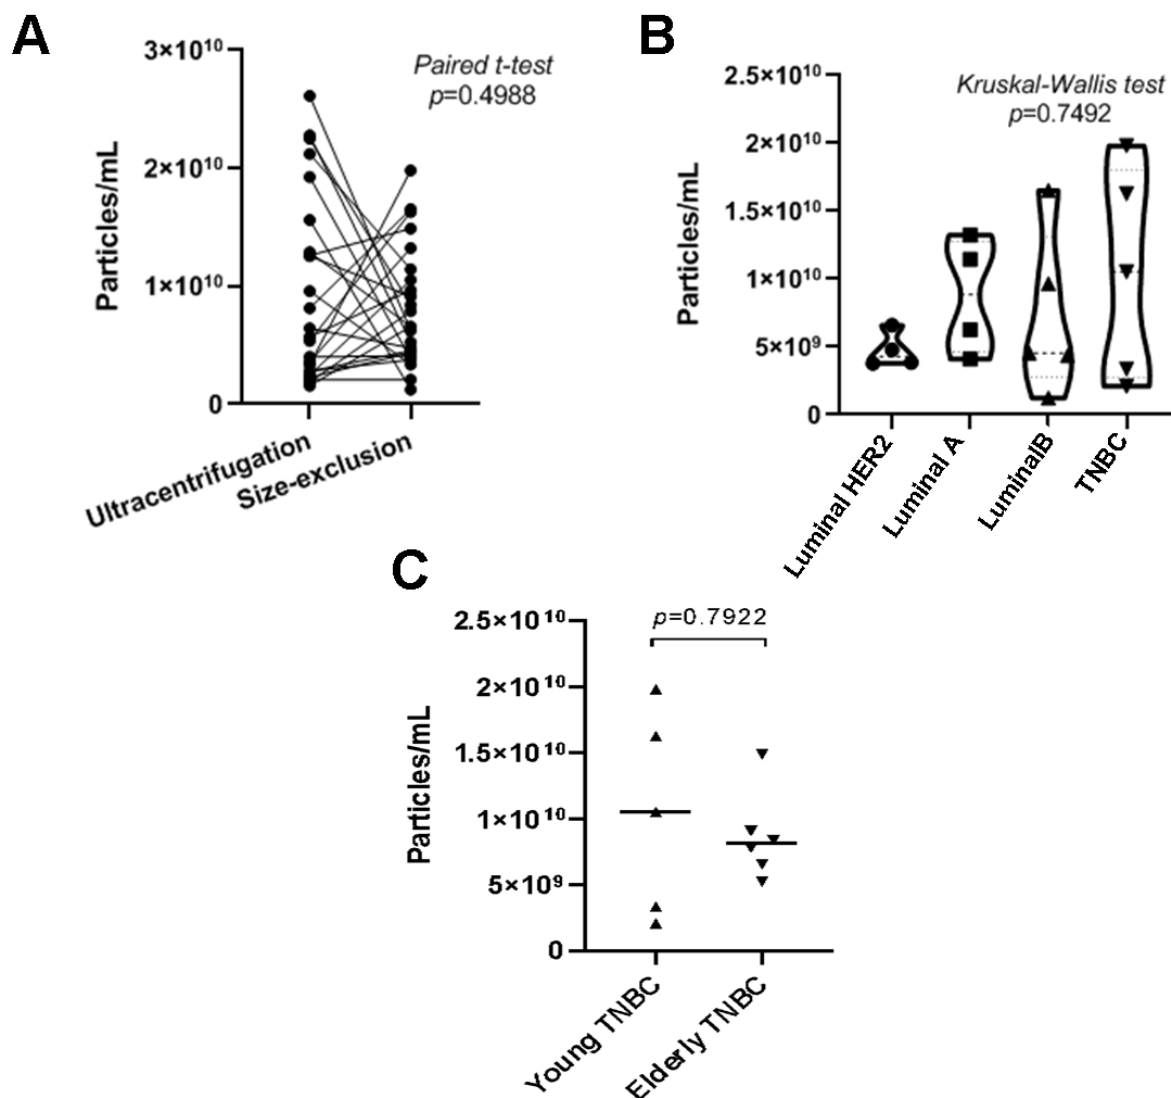 A
3×10¹⁰
2×10¹⁰
1×10¹⁰
0
Particles/mL
Paired t-test
p=0.4988
Ultracentrifugation
Size-exclusion
B
2.5×10¹⁰
2×10¹⁰
1.5×10¹⁰
1×10¹⁰
5×10⁹
0
Particles/mL
Kruskal-Wallis test
p=0.7492
Luminal HER2
Luminal A
LuminalB
TNBC
C
2.5×10¹⁰
2×10¹⁰
1.5×10¹⁰
1×10¹⁰
5×10⁹
0
Particles/mL
p=0.7922
Young TNBC
Elderly TNBC